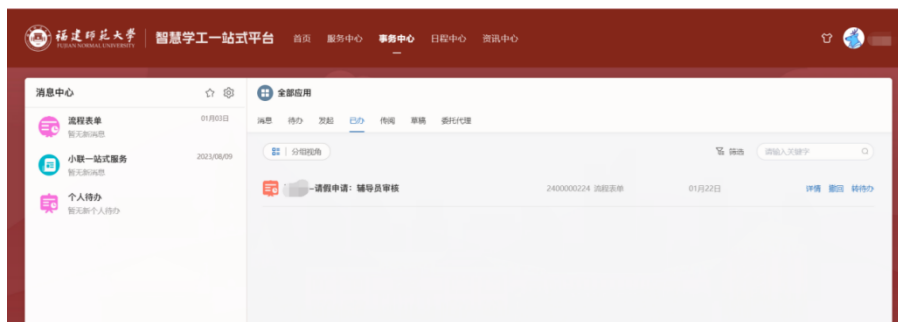 福建师范大学
FUJIAN NORMAL UNIVERSITY
智慧学工一站式平台 首页 服务中心 事务中心 日程中心 资讯中心
消息中心
流程表单 01月03日
暂无新消息
小联一站式服务 2023/08/09
暂无新消息
个人待办
暂无新个人待办
全部应用
消息 待办 发起 已办 传阅 草稿 委托代理
分组视角 筛选 请输入关键字
-请假申请：辅导员审核 2400000224 流程表单 01月22日 详情 撤回 转待办